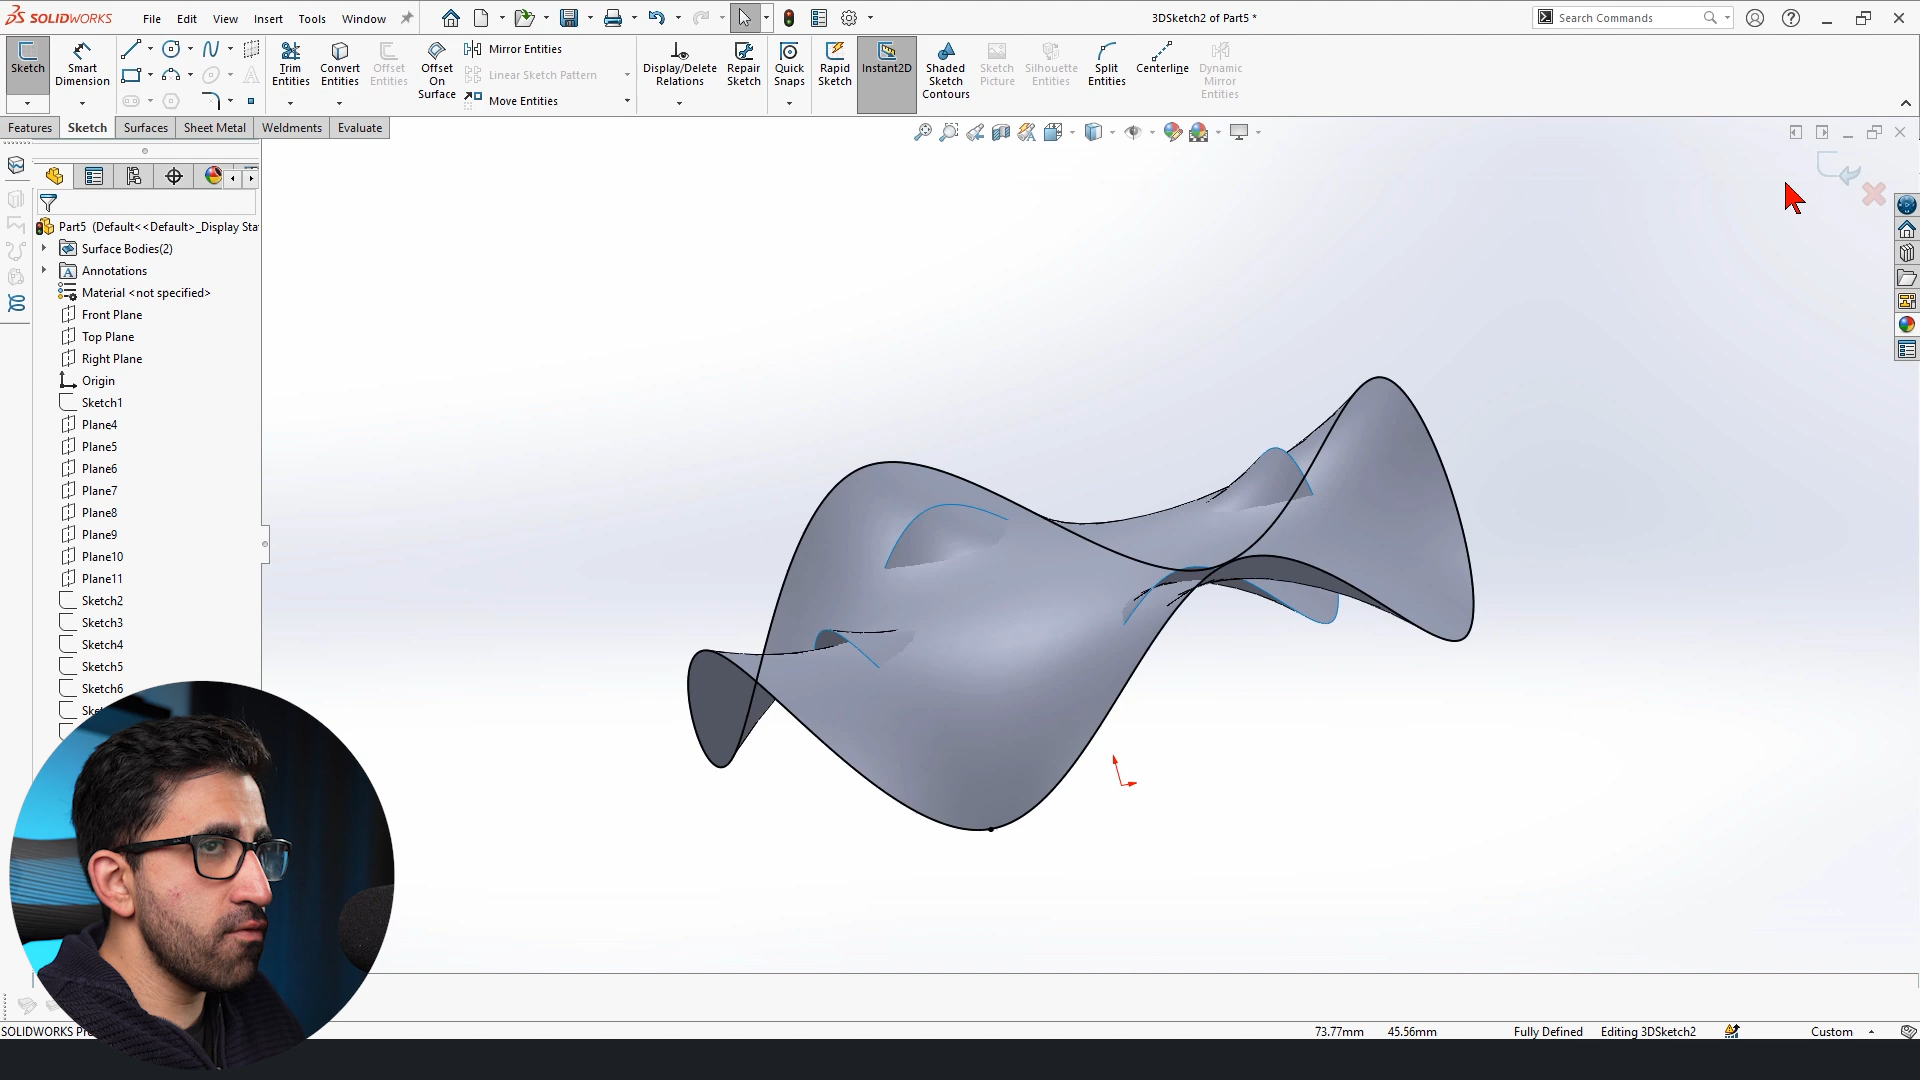 SOLIDWORKS
File
Edit
View
Insert
Tools
Window
3DSketch2 of Part5 *
Search Commands
Sketch
Smart
Dimension
Trim
Entities
Convert
Entities
Offset
Entities
Offset
On
Surface
Mirror Entities
Linear Sketch Pattern
Move Entities
Display/Delete
Relations
Repair
Sketch
Quick
Snaps
Rapid
Sketch
Instant2D
Shaded
Sketch
Contours
Sketch
Picture
Silhouette
Entities
Split
Entities
Centerline
Dynamic
Mirror
Entities
Features
Sketch
Surfaces
Sheet Metal
Weldments
Evaluate
Part5 (Default<<Default>_Display Sta
Surface Bodies(2)
Annotations
Material <not specified>
Front Plane
Top Plane
Right Plane
Origin
Sketch1
Plane4
Plane5
Plane6
Plane7
Plane8
Plane9
Plane10
Plane11
Sketch2
Sketch3
Sketch4
Sketch5
Sketch6
SOLIDWORKS
73.77mm
45.56mm
Fully Defined
Editing 3DSketch2
Custom